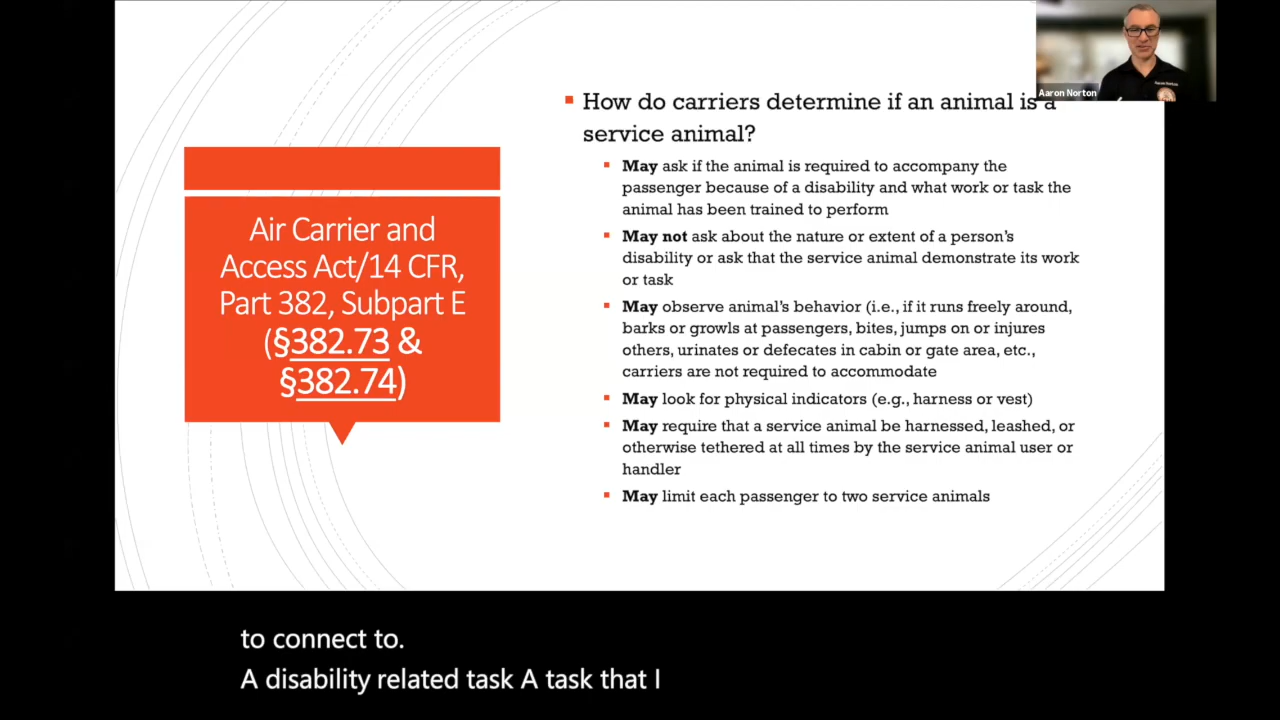 Aaron Norton
How do carriers determine if an animal is a
service animal?
May ask if the animal is required to accompany the
passenger because of a disability and what work or task the
animal has been trained to perform
May not ask about the nature or extent of a person's
disability or ask that the service animal demonstrate its work
or task
May observe animal's behavior (i.e., if it runs freely around,
barks or growls at passengers, bites, jumps on or injures
others, urinates or defecates in cabin or gate area, etc.,
carriers are not required to accommodate
May look for physical indicators (e.g., harness or vest)
May require that a service animal be harnessed, leashed, or
otherwise tethered at all times by the service animal user or
handler
May limit each passenger to two service animals
Air Carrier and
Access Act/14 CFR,
Part 382, Subpart E
(§382.73 &
§382.74)
to connect to.
A disability related task A task that I